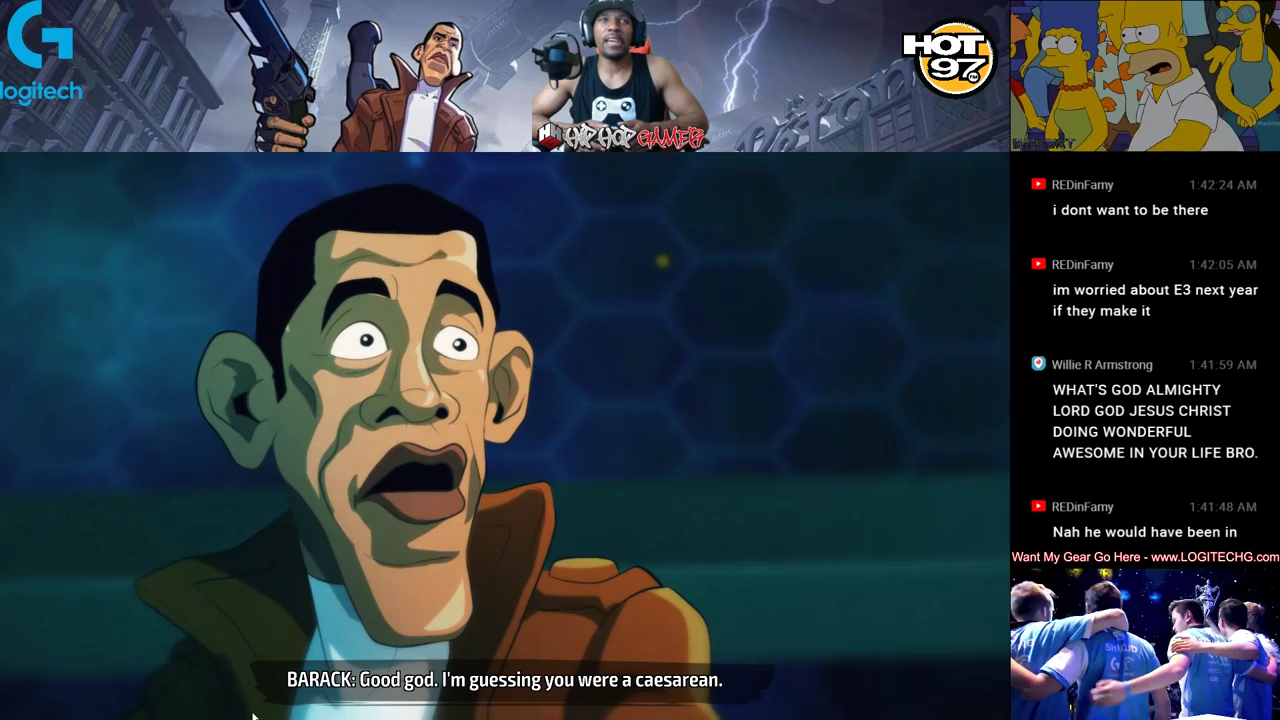 logitech
HOT
97
HIP HOP GAMER
REDinFamy 1:42:24 AM
i dont want to be there
REDinFamy 1:42:05 AM
im worried about E3 next year
if they make it
Willie R Armstrong 1:41:59 AM
WHAT'S GOD ALMIGHTY
LORD GOD JESUS CHRIST
DOING WONDERFUL
AWESOME IN YOUR LIFE BRO.
REDinFamy 1:41:48 AM
Nah he would have been in
Want My Gear Go Here - www.LOGITECHG.com
BARACK: Good god. I'm guessing you were a caesarean.